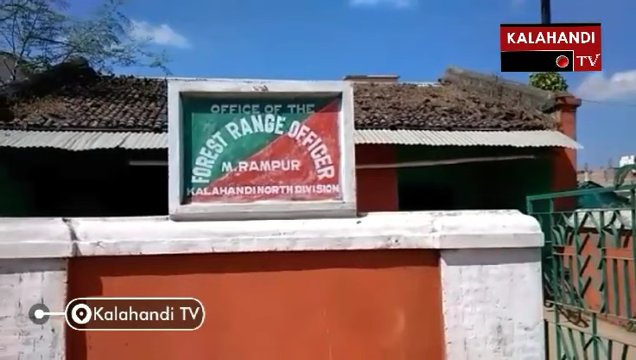 KALAHANDI
TV
OFFICE OF THE
FOREST RANGE OFFICER
M.RAMPUR
KALAHANDI NORTH DIVISION
Kalahandi TV